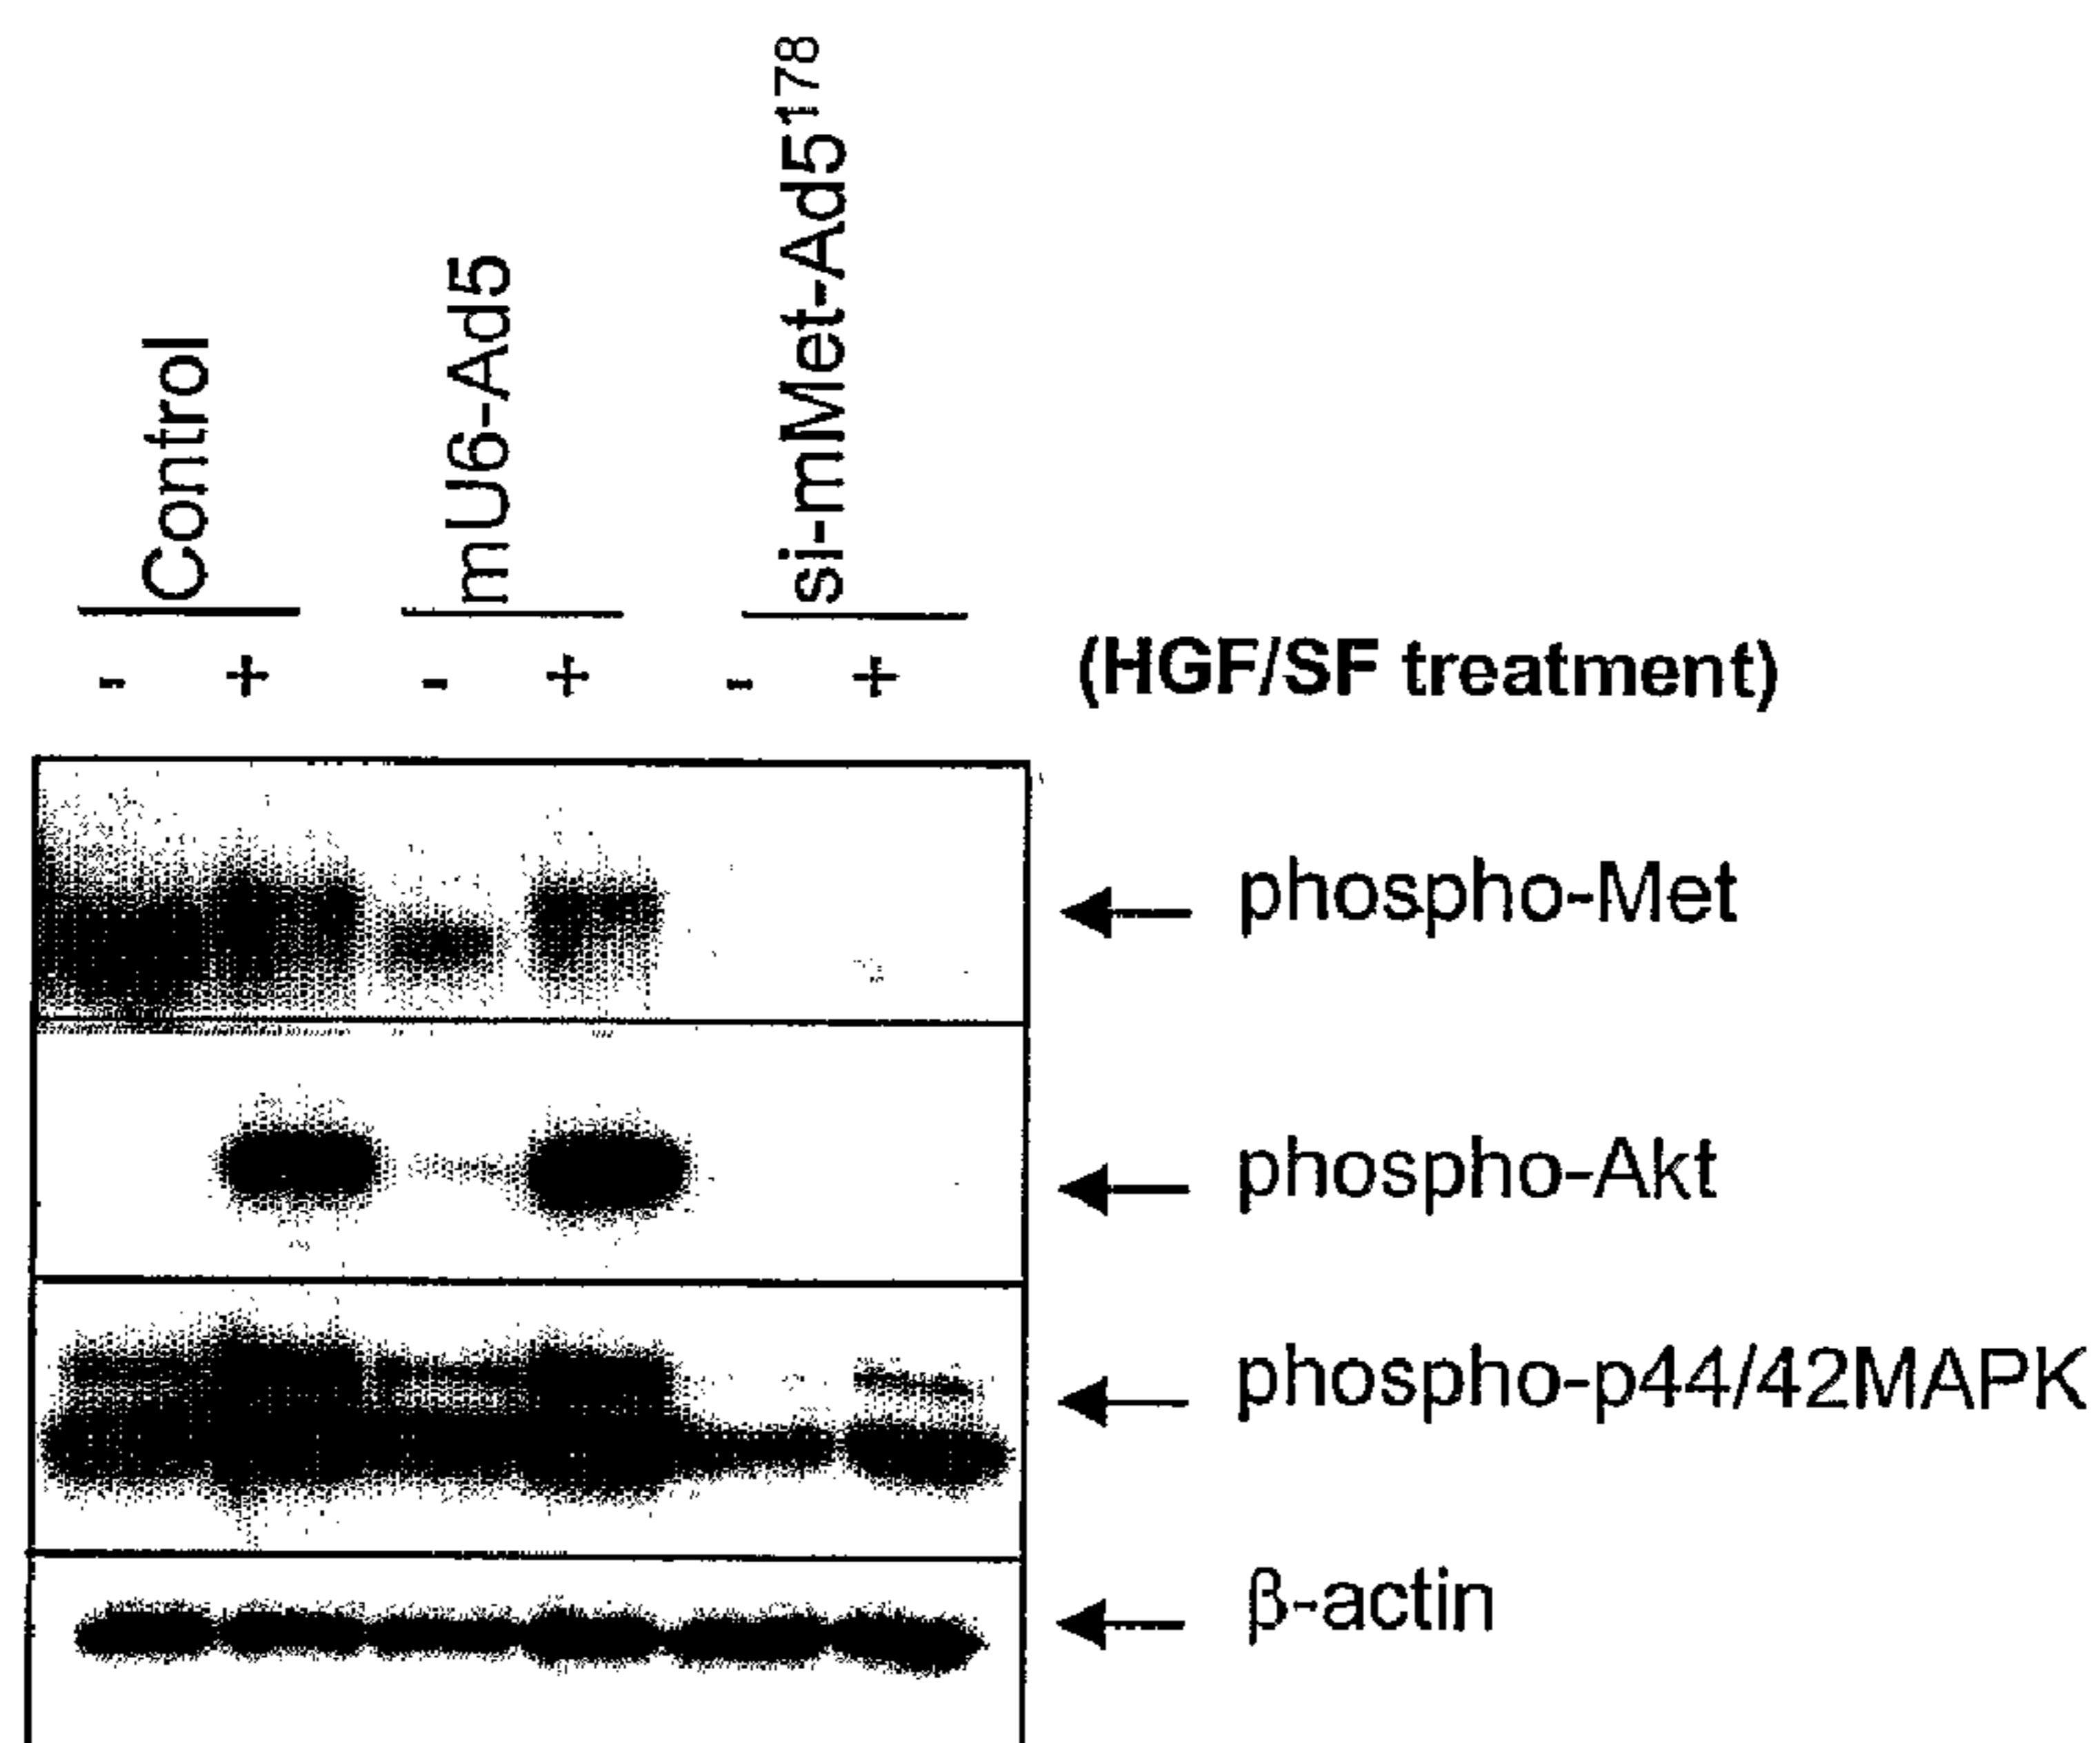 Control
mU6-Ad5
si-mMet-Ad5¹⁷⁸
- + - + - + (HGF/SF treatment)
phospho-Met
phospho-Akt
phospho-p44/42MAPK
β-actin